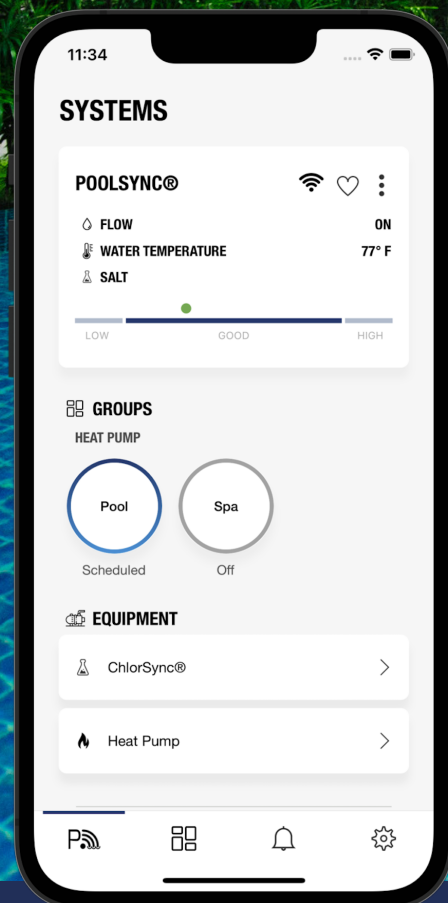 11:34
SYSTEMS
POOLSYNC®
FLOW ON
WATER TEMPERATURE 77° F
SALT
LOW GOOD HIGH
GROUPS
HEAT PUMP
Pool Spa
Scheduled Off
EQUIPMENT
ChlorSync®
Heat Pump
P